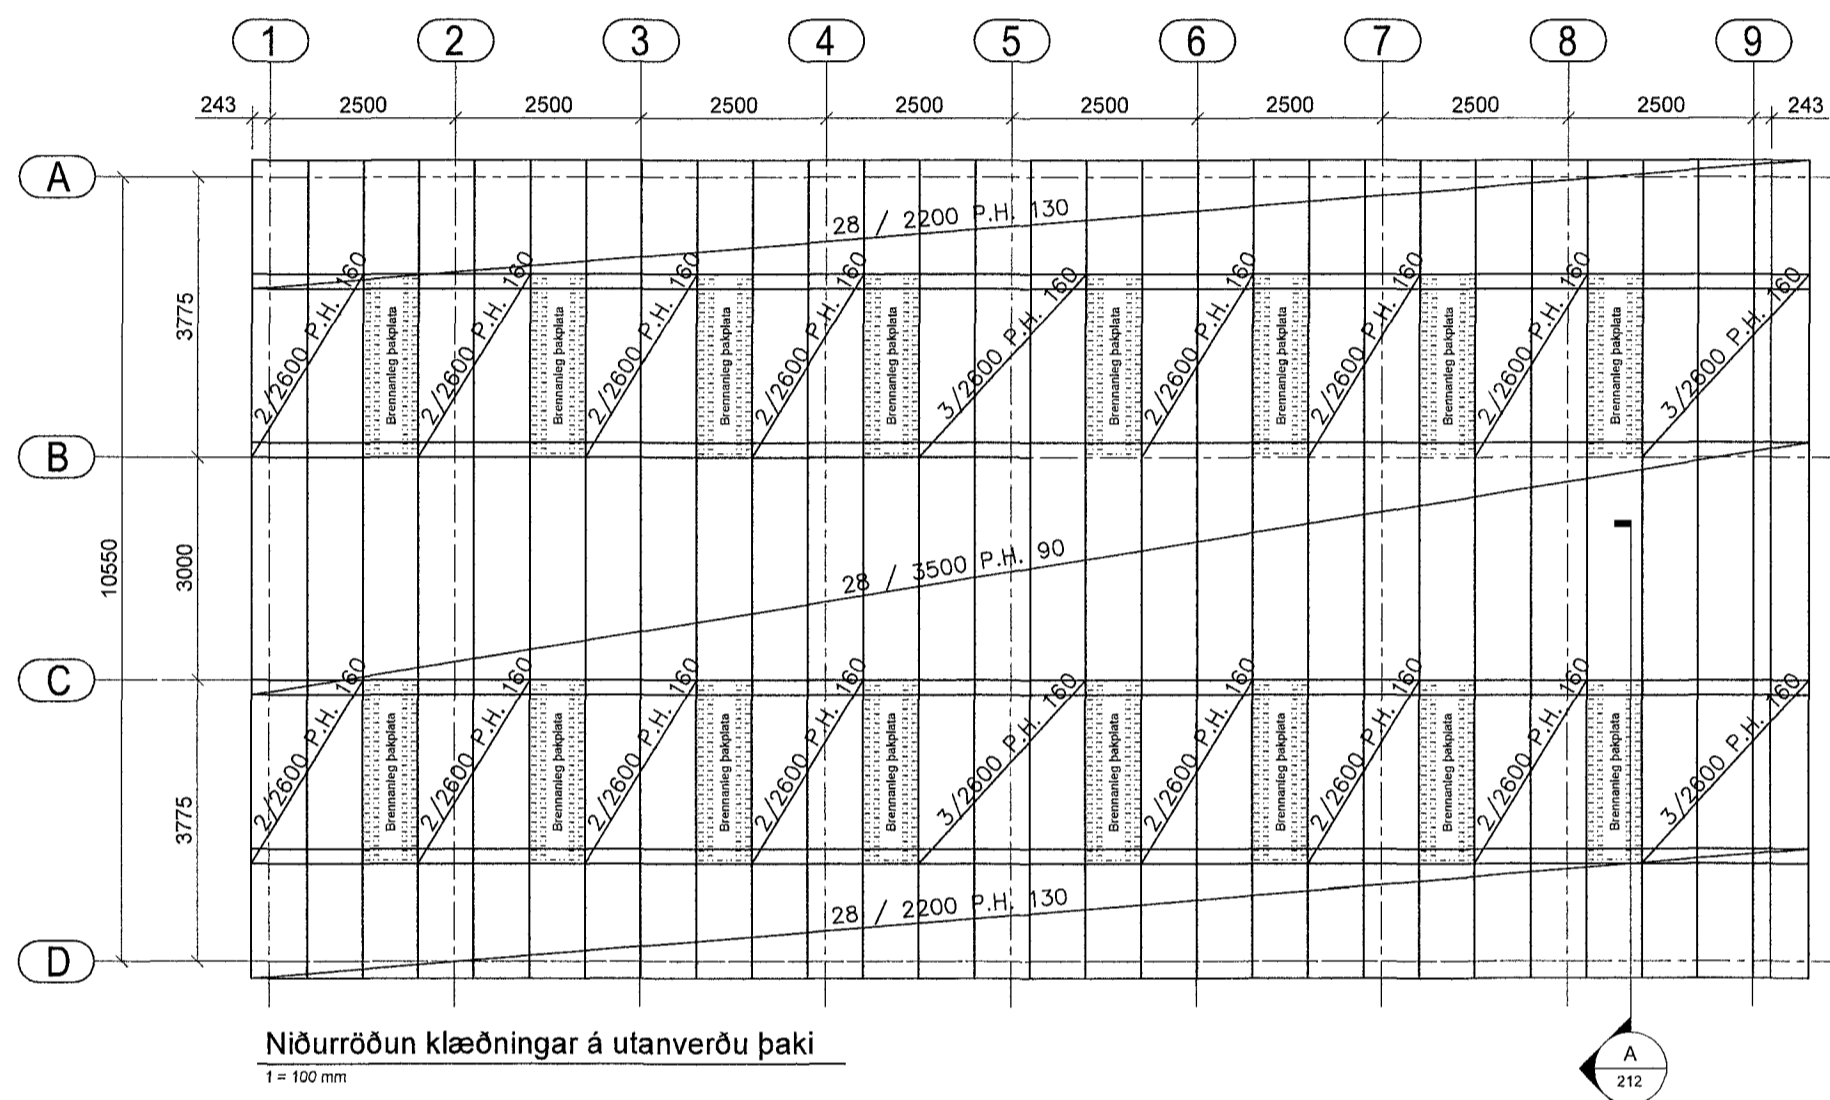 1 2 3 4 5 6 7 8 9
243 2500 2500 2500 2500 2500 2500 2500 2500 243
A
28 / 2200 P.H. 130
3775
2/2600 P.H. 160
Brennanleg þakplata
2/2600 P.H. 160
Brennanleg þakplata
2/2600 P.H. 160
Brennanleg þakplata
2/2600 P.H. 160
Brennanleg þakplata
3/2600 P.H. 160
Brennanleg þakplata
2/2600 P.H. 160
Brennanleg þakplata
2/2600 P.H. 160
Brennanleg þakplata
2/2600 P.H. 160
Brennanleg þakplata
3/2600 P.H. 160
B
10550
3000
28 / 3500 P.H. 90
C
3775
2/2600 P.H. 160
Brennanleg þakplata
2/2600 P.H. 160
Brennanleg þakplata
2/2600 P.H. 160
Brennanleg þakplata
2/2600 P.H. 160
Brennanleg þakplata
3/2600 P.H. 160
Brennanleg þakplata
2/2600 P.H. 160
Brennanleg þakplata
2/2600 P.H. 160
Brennanleg þakplata
2/2600 P.H. 160
Brennanleg þakplata
3/2600 P.H. 160
28 / 2200 P.H. 130
D
Niðurröðun klæðningar á utanverðu þaki
1 = 100 mm
A
212